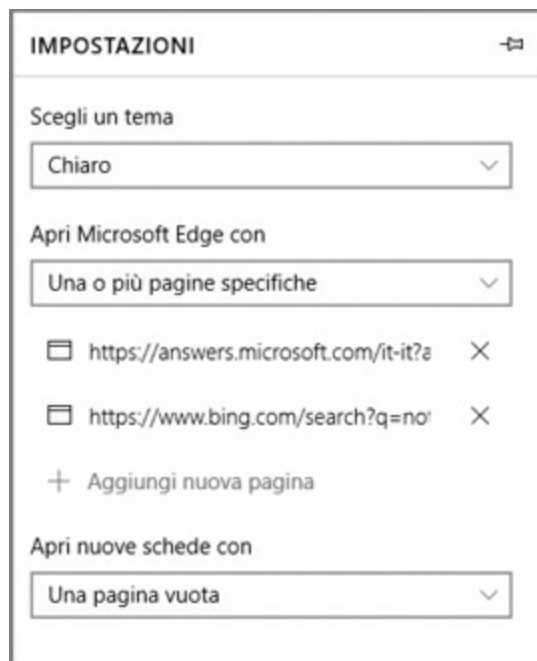 IMPOSTAZIONI
Scegli un tema
Chiaro
Apri Microsoft Edge con
Una o più pagine specifiche
https://answers.microsoft.com/it-it?a
https://www.bing.com/search?q=not
Aggiungi nuova pagina
Apri nuove schede con
Una pagina vuota